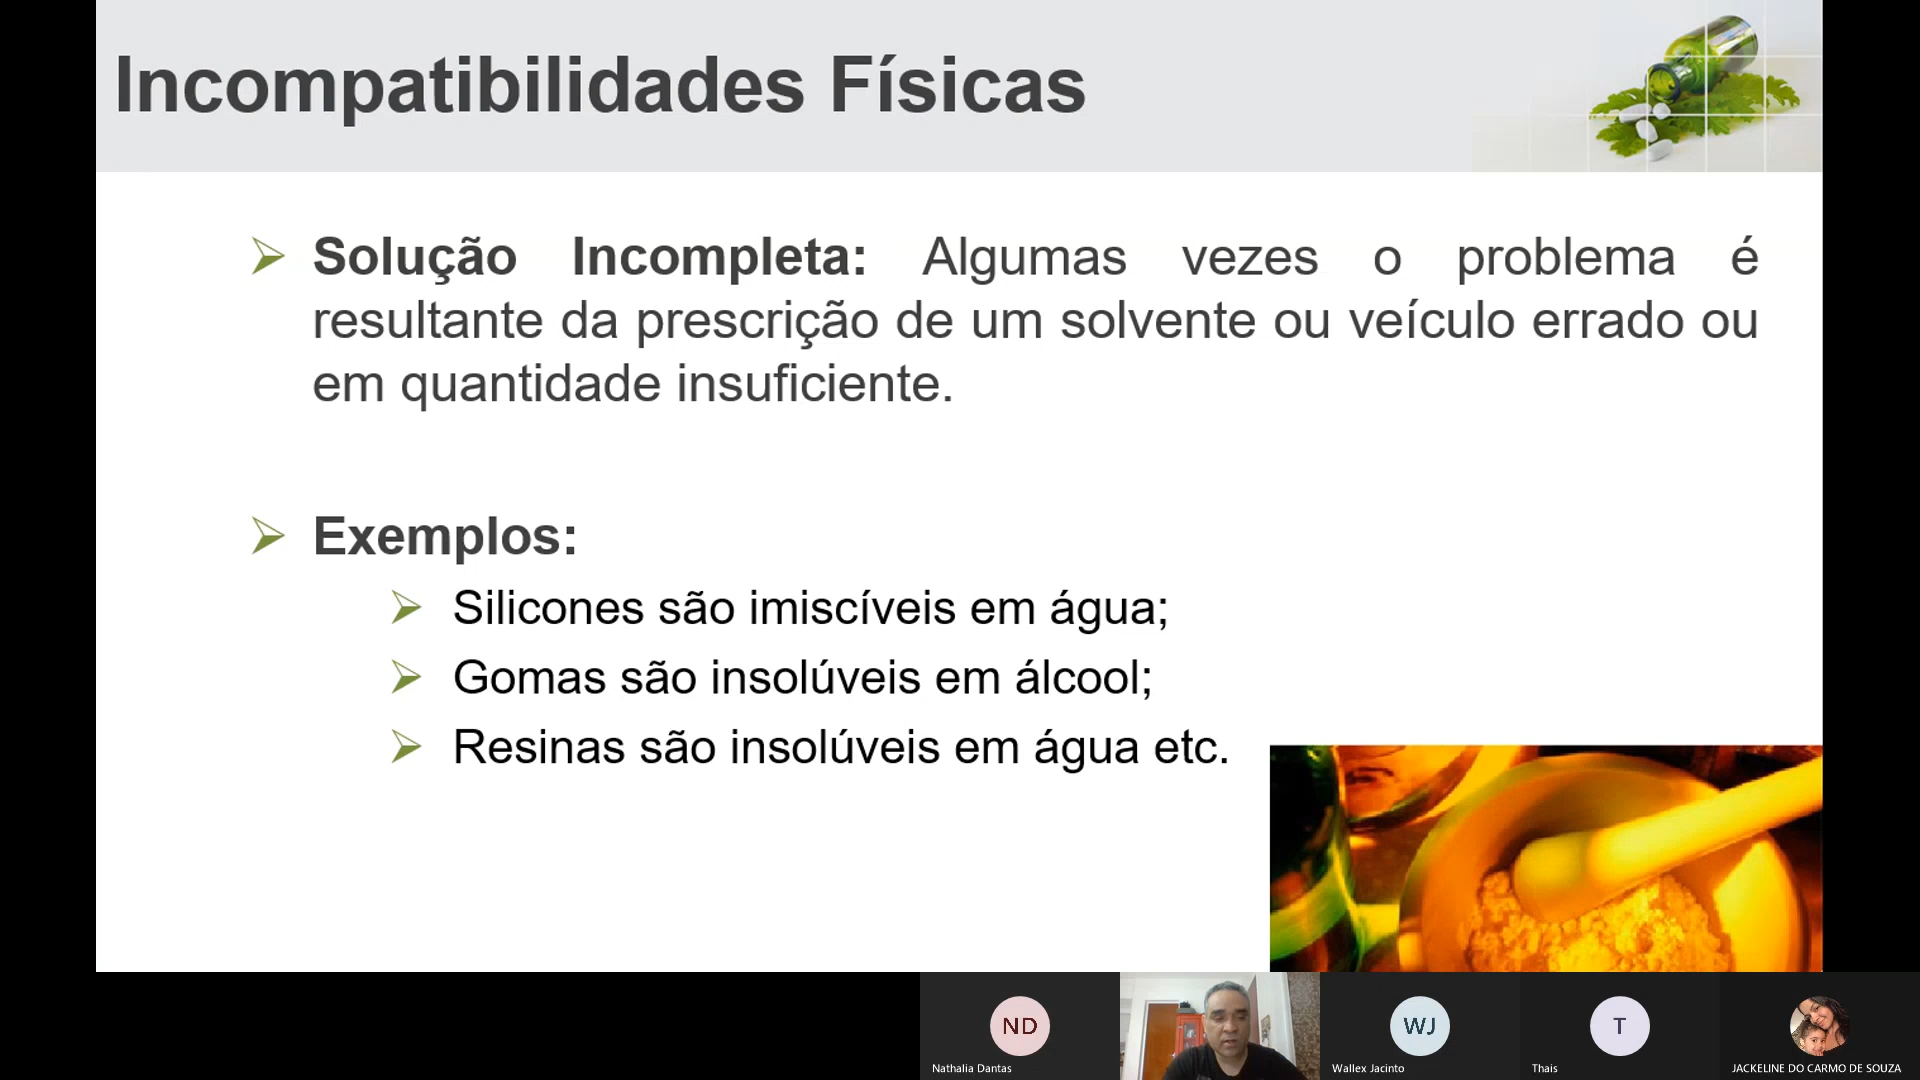 Incompatibilidades Físicas
Solução Incompleta: Algumas vezes o problema é
resultante da prescrição de um solvente ou veículo errado ou
em quantidade insuficiente.
Exemplos:
Silicones são imiscíveis em água;
Gomas são insolúveis em álcool;
Resinas são insolúveis em água etc.
ND
WJ
T
Nathalia Dantas
Wallex Jacinto
Thais
JACKELINE DO CARMO DE SOUZA